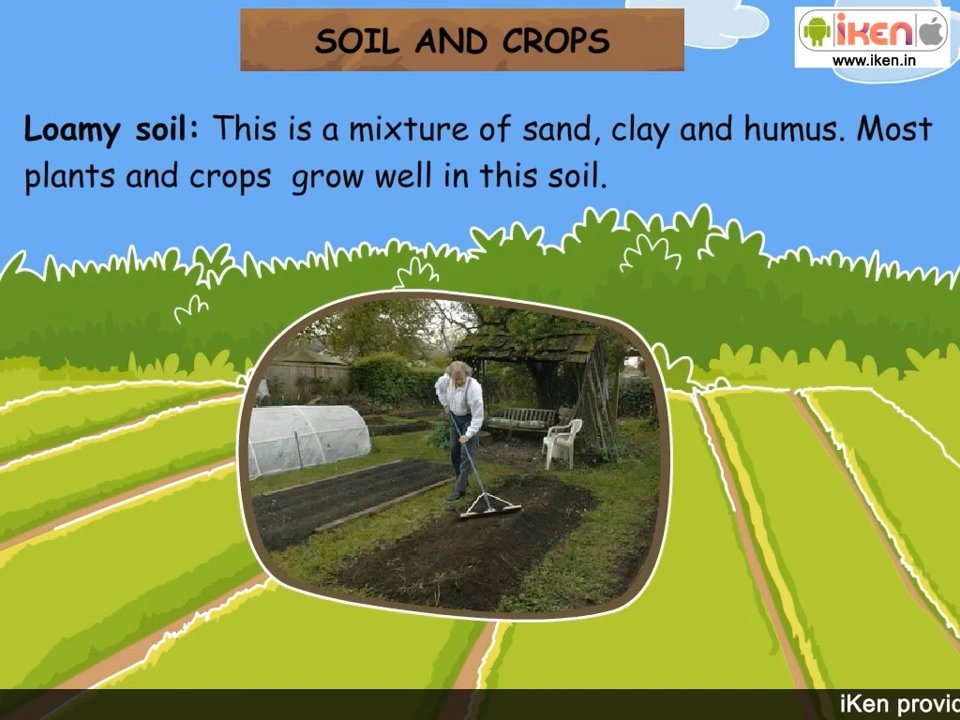 SOIL AND CROPS
iKEN
www.iken.in
Loamy soil: This is a mixture of sand, clay and humus. Most
plants and crops grow well in this soil.
iKen provid